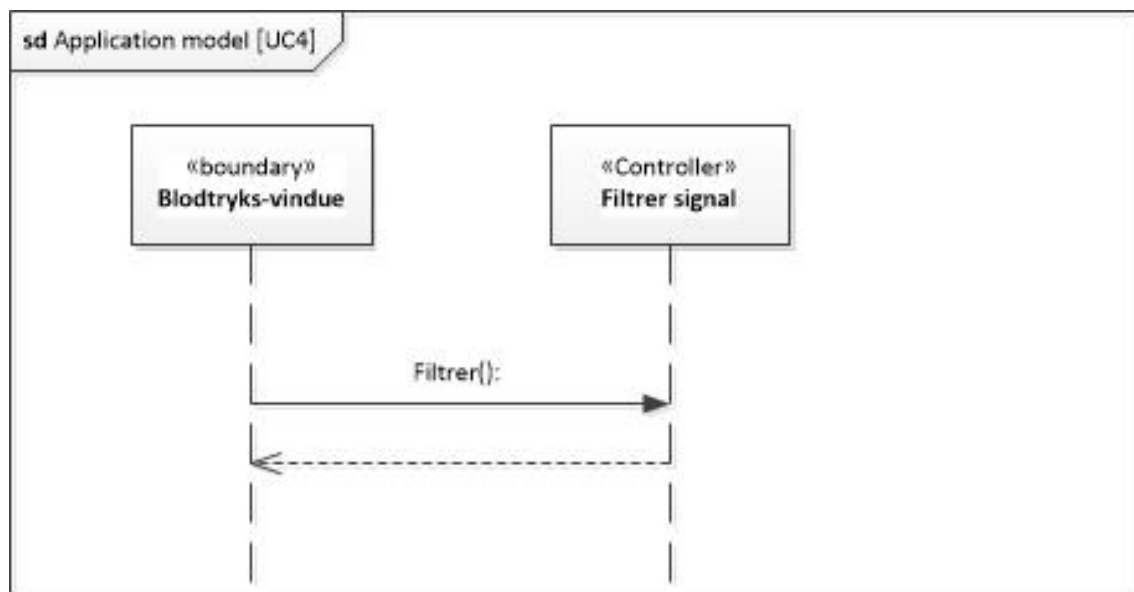 sd Application model [UC4]
«boundary»
Blodtryks-vindue
«Controller»
Filtrer signal
Filtrer():